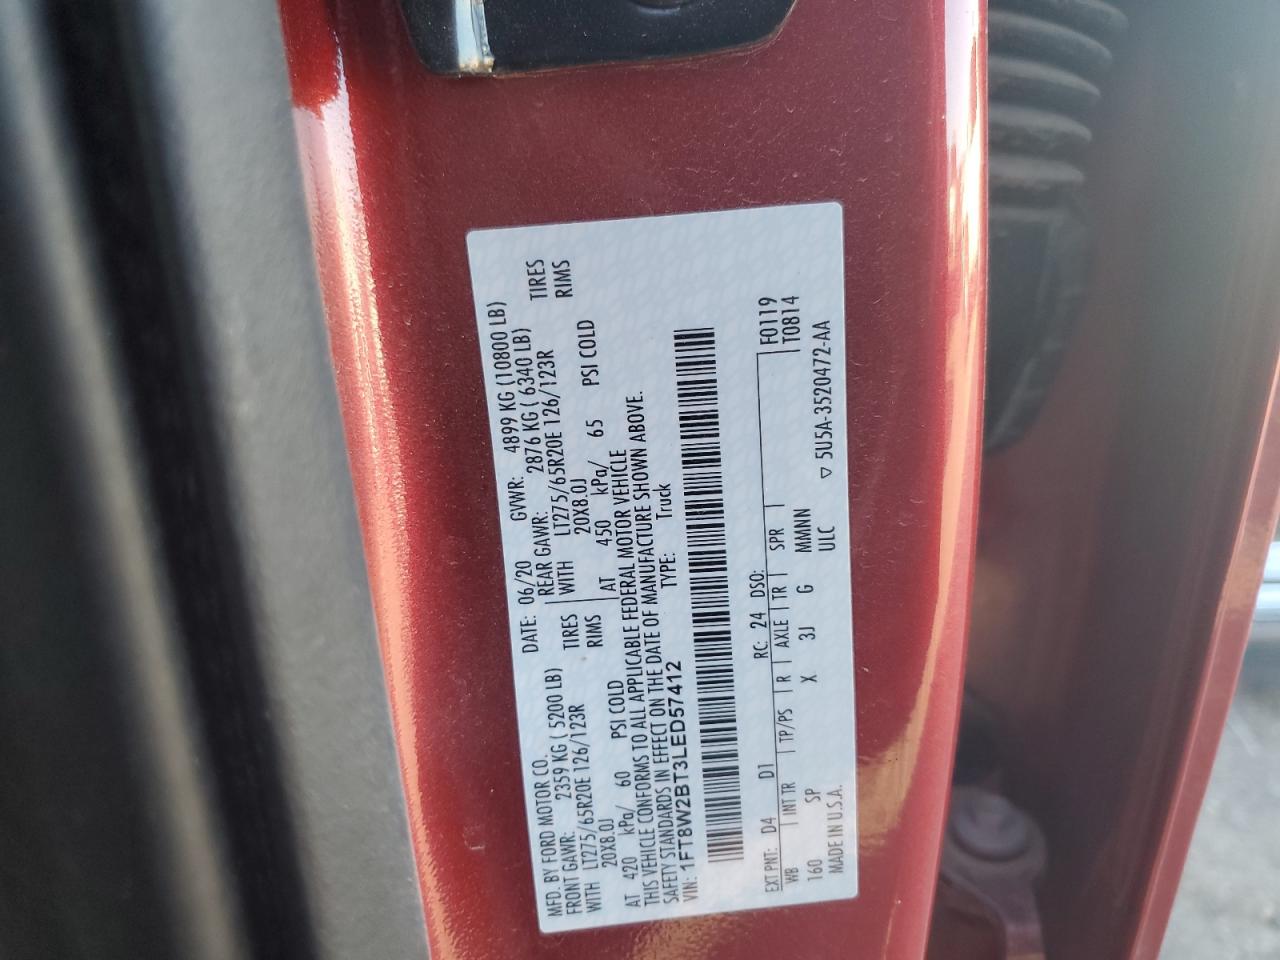 MFD. BY FORD MOTOR CO. DATE: 06/20 GVWR: 4899 KG (10800 LB)
FRONT GAWR: 2359 KG ( 5200 LB) REAR GAWR: 2876 KG ( 6340 LB)
WITH LT275/65R20E 126/123R TIRES WITH LT275/65R20E 126/123R TIRES
20X8.0J RIMS 20X8.0J RIMS
AT 420 kPa/ 60 PSI COLD AT 450 kPa/ 65 PSI COLD
THIS VEHICLE CONFORMS TO ALL APPLICABLE FEDERAL MOTOR VEHICLE
SAFETY STANDARDS IN EFFECT ON THE DATE OF MANUFACTURE SHOWN ABOVE.
VIN: 1FT8W2BT3LED57412 TYPE: Truck
F0119
EXT PNT: D4 D1 RC: 24 DSO: T0814
WB INT TR TP/PS R AXLE TR SPR
160 SP X 3J G MMNNN
MADE IN U.S.A. ULC ▽ 5U5A-3520472-AA